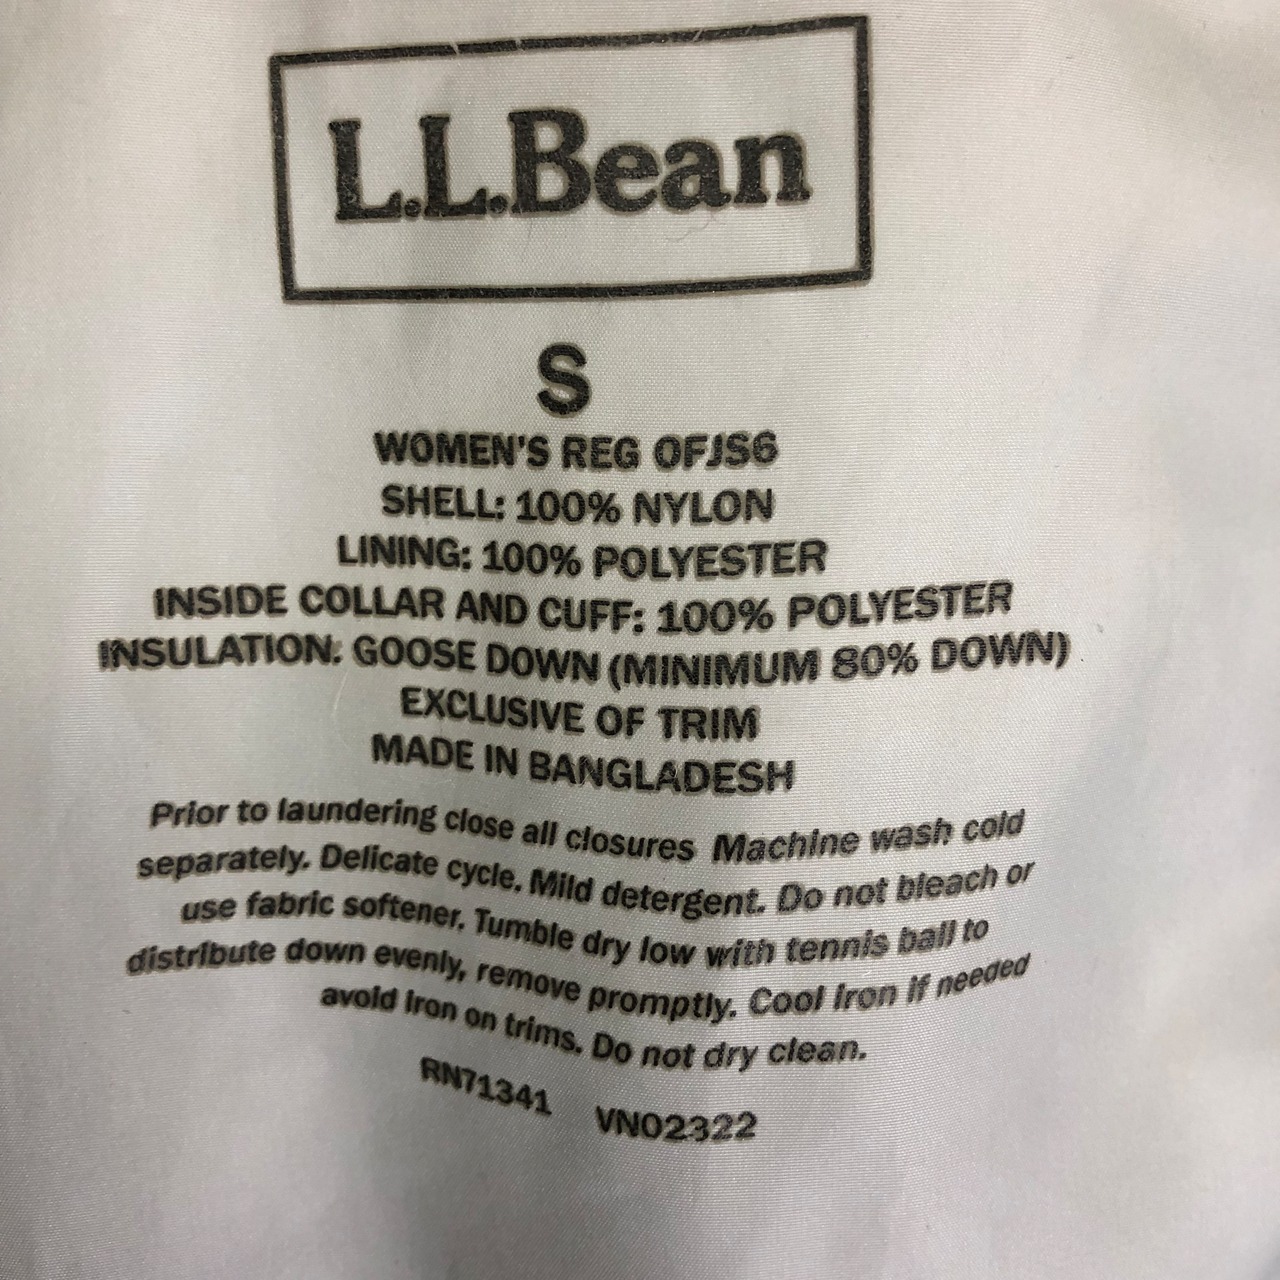 L.L.Bean
S
WOMEN'S REG OFJS6
SHELL: 100% NYLON
LINING: 100% POLYESTER
INSIDE COLLAR AND CUFF: 100% POLYESTER
INSULATION: GOOSE DOWN (MINIMUM 80% DOWN)
EXCLUSIVE OF TRIM
MADE IN BANGLADESH
Prior to laundering close all closures Machine wash cold
separately. Delicate cycle. Mild detergent. Do not bleach or
use fabric softener. Tumble dry low with tennis ball to
distribute down evenly, remove promptly. Cool iron if needed
avoid iron on trims. Do not dry clean.
RN71341 VN02322